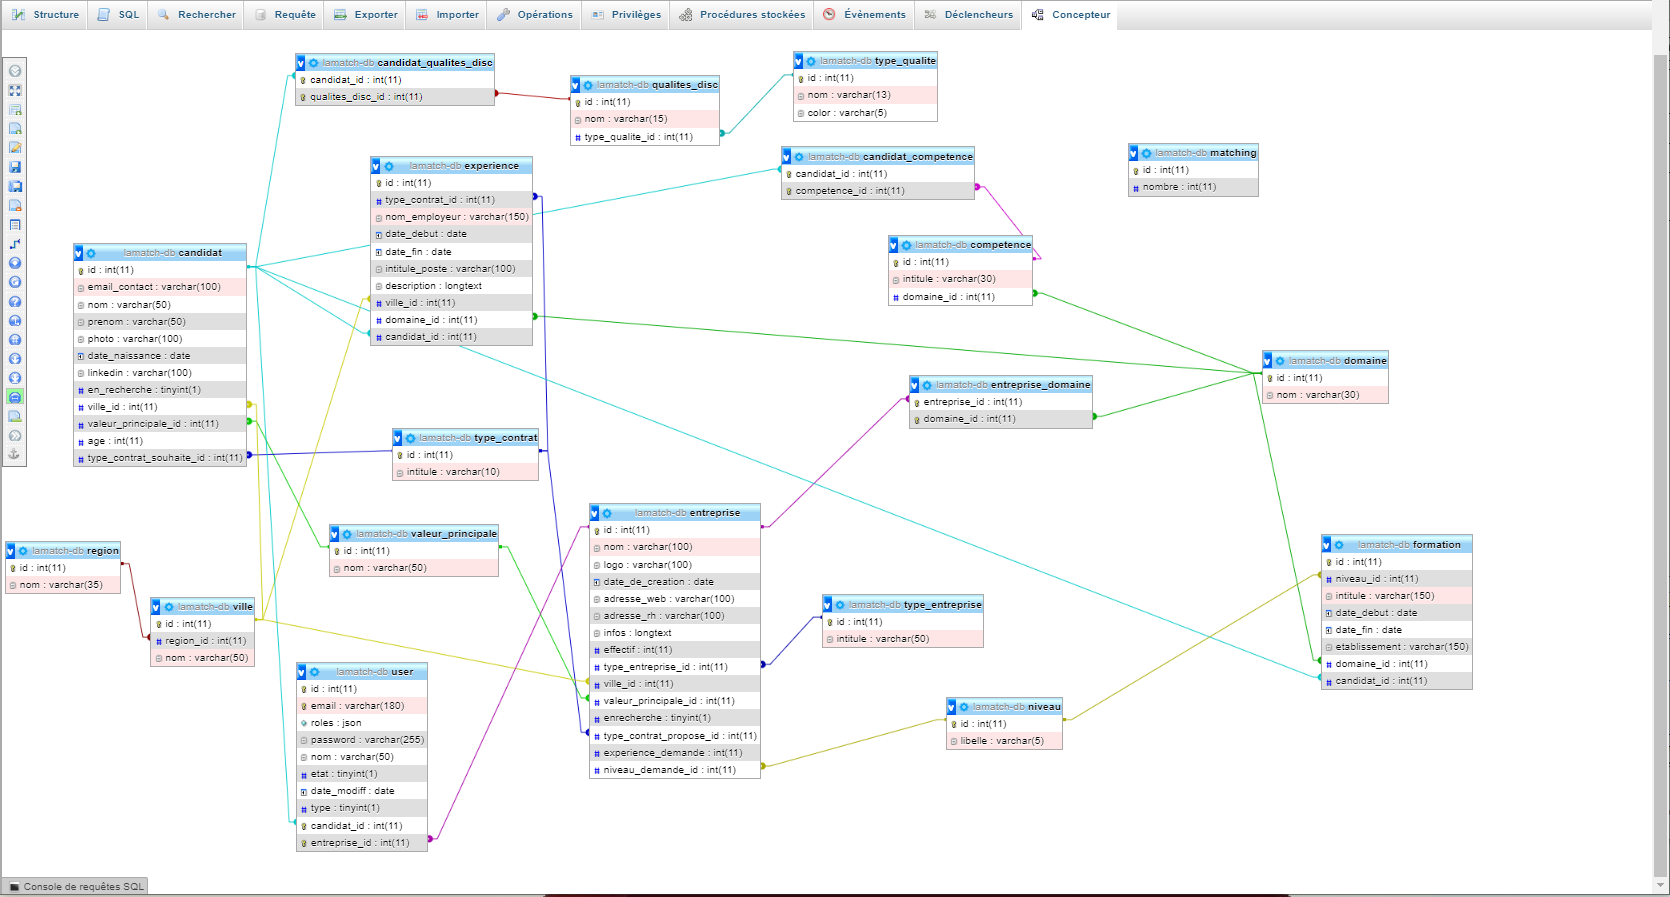 Structure SQL Rechercher Requête Exporter Importer Opérations Privilèges Procédures stockées Évènements Déclencheurs Concepteur
lamatch-db candidat_qualites_disc
candidat_id : int(11)
qualites_disc_id : int(11)
lamatch-db qualites_disc
id : int(11)
nom : varchar(15)
type_qualite_id : int(11)
lamatch-db type_qualite
id : int(11)
nom : varchar(13)
color : varchar(5)
lamatch-db experience
id : int(11)
type_contrat_id : int(11)
nom_employeur : varchar(150)
date_debut : date
date_fin : date
intitule_poste : varchar(100)
description : longtext
ville_id : int(11)
domaine_id : int(11)
candidat_id : int(11)
lamatch-db candidat_competence
candidat_id : int(11)
competence_id : int(11)
lamatch-db matching
id : int(11)
nombre : int(11)
lamatch-db competence
id : int(11)
intitule : varchar(30)
domaine_id : int(11)
lamatch-db candidat
id : int(11)
email_contact : varchar(100)
nom : varchar(50)
prenom : varchar(50)
photo : varchar(100)
date_naissance : date
linkedin : varchar(100)
en_recherche : tinyint(1)
ville_id : int(11)
valeur_principale_id : int(11)
age : int(11)
type_contrat_souhaite_id : int(11)
lamatch-db domaine
id : int(11)
nom : varchar(30)
lamatch-db entreprise_domaine
entreprise_id : int(11)
domaine_id : int(11)
lamatch-db type_contrat
id : int(11)
intitule : varchar(10)
lamatch-db valeur_principale
id : int(11)
nom : varchar(50)
lamatch-db entreprise
id : int(11)
nom : varchar(100)
logo : varchar(100)
date_de_creation : date
adresse_web : varchar(100)
adresse_rh : varchar(100)
infos : longtext
effectif : int(11)
type_entreprise_id : int(11)
ville_id : int(11)
valeur_principale_id : int(11)
enrecherche : tinyint(1)
type_contrat_propose_id : int(11)
experience_demande : int(11)
niveau_demande_id : int(11)
lamatch-db formation
id : int(11)
niveau_id : int(11)
intitule : varchar(150)
date_debut : date
date_fin : date
etablissement : varchar(150)
domaine_id : int(11)
candidat_id : int(11)
lamatch-db region
id : int(11)
nom : varchar(35)
lamatch-db ville
id : int(11)
region_id : int(11)
nom : varchar(50)
lamatch-db type_entreprise
id : int(11)
intitule : varchar(50)
lamatch-db user
id : int(11)
email : varchar(180)
roles : json
password : varchar(255)
nom : varchar(50)
etat : tinyint(1)
date_modiff : date
type : tinyint(1)
candidat_id : int(11)
entreprise_id : int(11)
lamatch-db niveau
id : int(11)
libelle : varchar(5)
Console de requêtes SQL